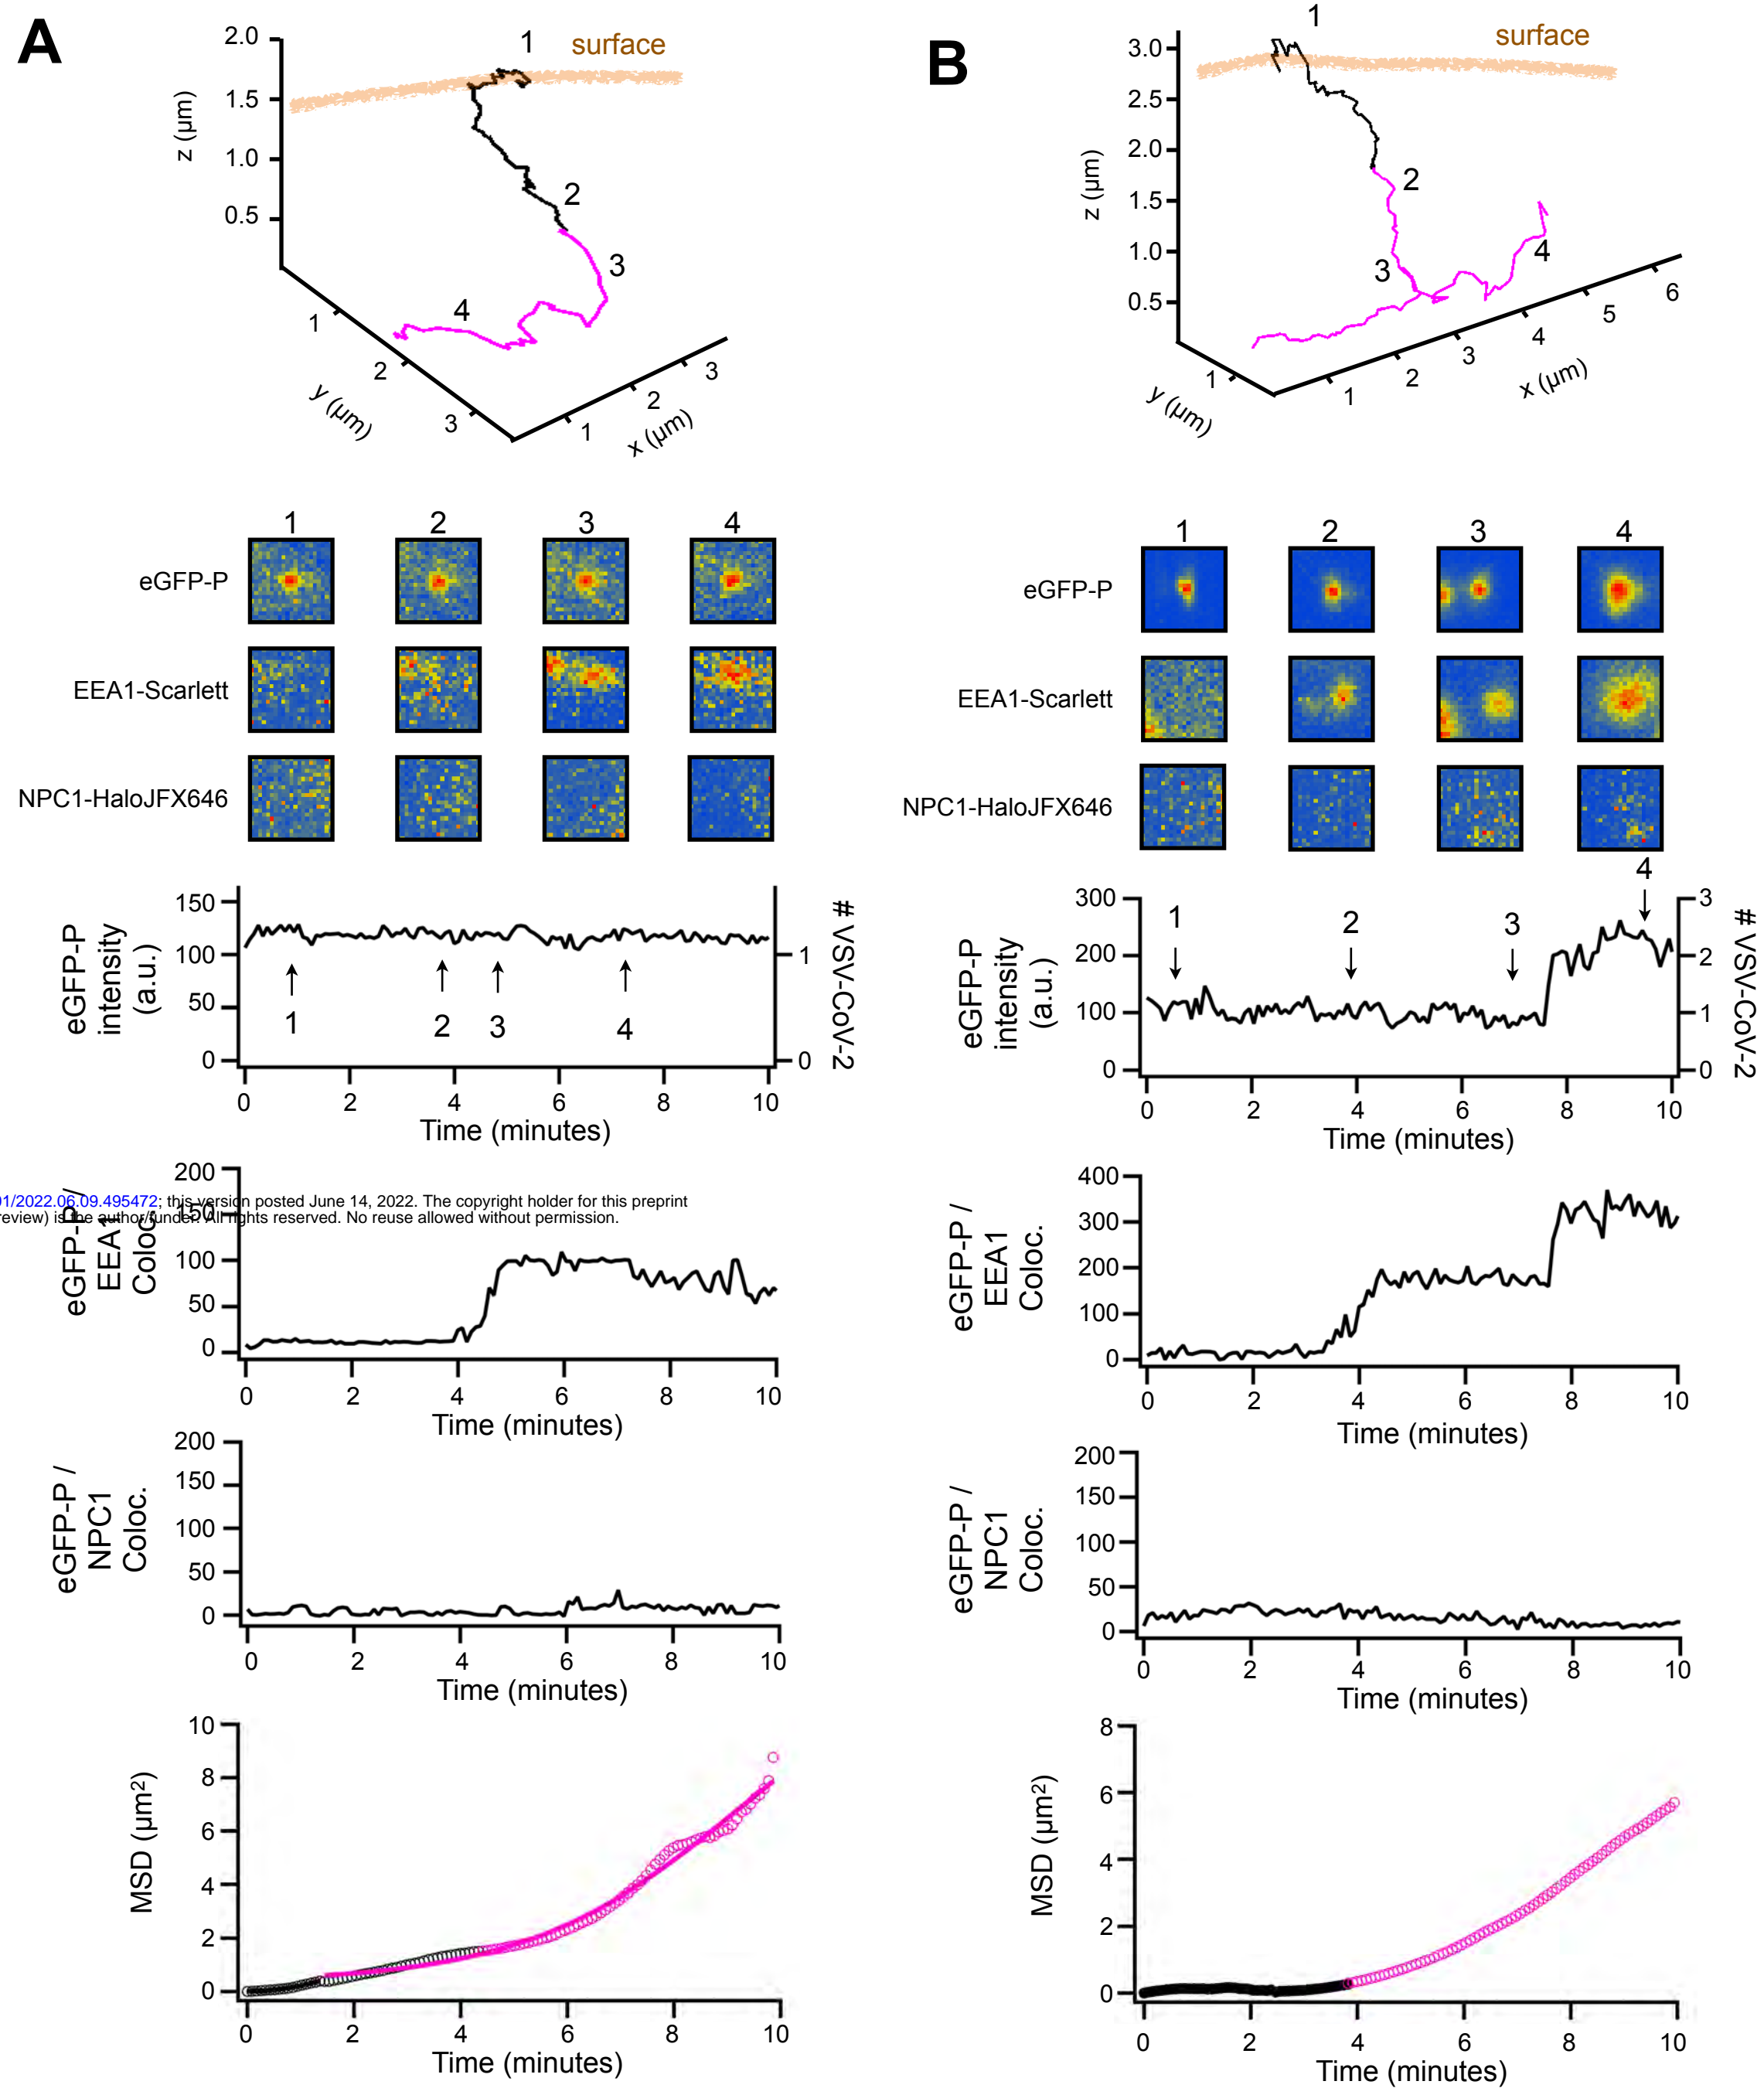 A
2.0
1.5
1.0
0.5
z (μm)
1
surface
2
3
4
1
2
3
y (μm)
1
2
3
x (μm)
1 2 3 4
eGFP-P
EEA1-Scarlett
NPC1-HaloJFX646
eGFP-P
intensity
(a.u.)
150
100
50
0
1
2
3
4
1
0
# VSV-CoV-2
0 2 4 6 8 10
Time (minutes)
01/2022.06.09.495472; this version posted June 14, 2022. The copyright holder for this preprint
review) is the author/funder. All rights reserved. No reuse allowed without permission.
eGFP-P /
EEA1
Coloc.
200
150
100
50
0
0 2 4 6 8 10
Time (minutes)
eGFP-P /
NPC1
Coloc.
200
150
100
50
0
0 2 4 6 8 10
Time (minutes)
MSD (μm²)
10
8
6
4
2
0
0 2 4 6 8 10
Time (minutes)
B
3.0
2.5
2.0
1.5
1.0
0.5
z (μm)
1
surface
2
3
4
1
y (μm)
1
2
3
4
5
6
x (μm)
1 2 3 4
eGFP-P
EEA1-Scarlett
NPC1-HaloJFX646
eGFP-P
intensity
(a.u.)
300
200
100
0
1
2
3
4
3
2
1
0
# VSV-CoV-2
0 2 4 6 8 10
Time (minutes)
eGFP-P /
EEA1
Coloc.
400
300
200
100
0
0 2 4 6 8 10
Time (minutes)
eGFP-P /
NPC1
Coloc.
200
150
100
50
0
0 2 4 6 8 10
Time (minutes)
MSD (μm²)
8
6
4
2
0
0 2 4 6 8 10
Time (minutes)